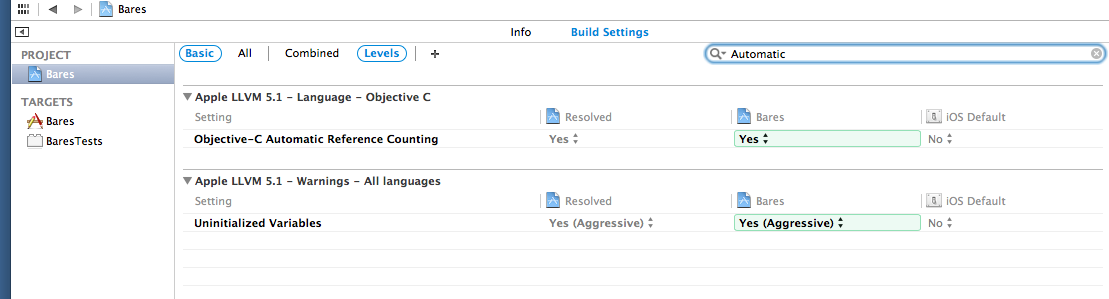 Bares
Info Build Settings
PROJECT
Bares
TARGETS
Bares
BaresTests
Basic All Combined Levels + Automatic
Apple LLVM 5.1 - Language - Objective C
Setting Resolved Bares iOS Default
Objective-C Automatic Reference Counting Yes Yes No
Apple LLVM 5.1 - Warnings - All languages
Setting Resolved Bares iOS Default
Uninitialized Variables Yes (Aggressive) Yes (Aggressive) No